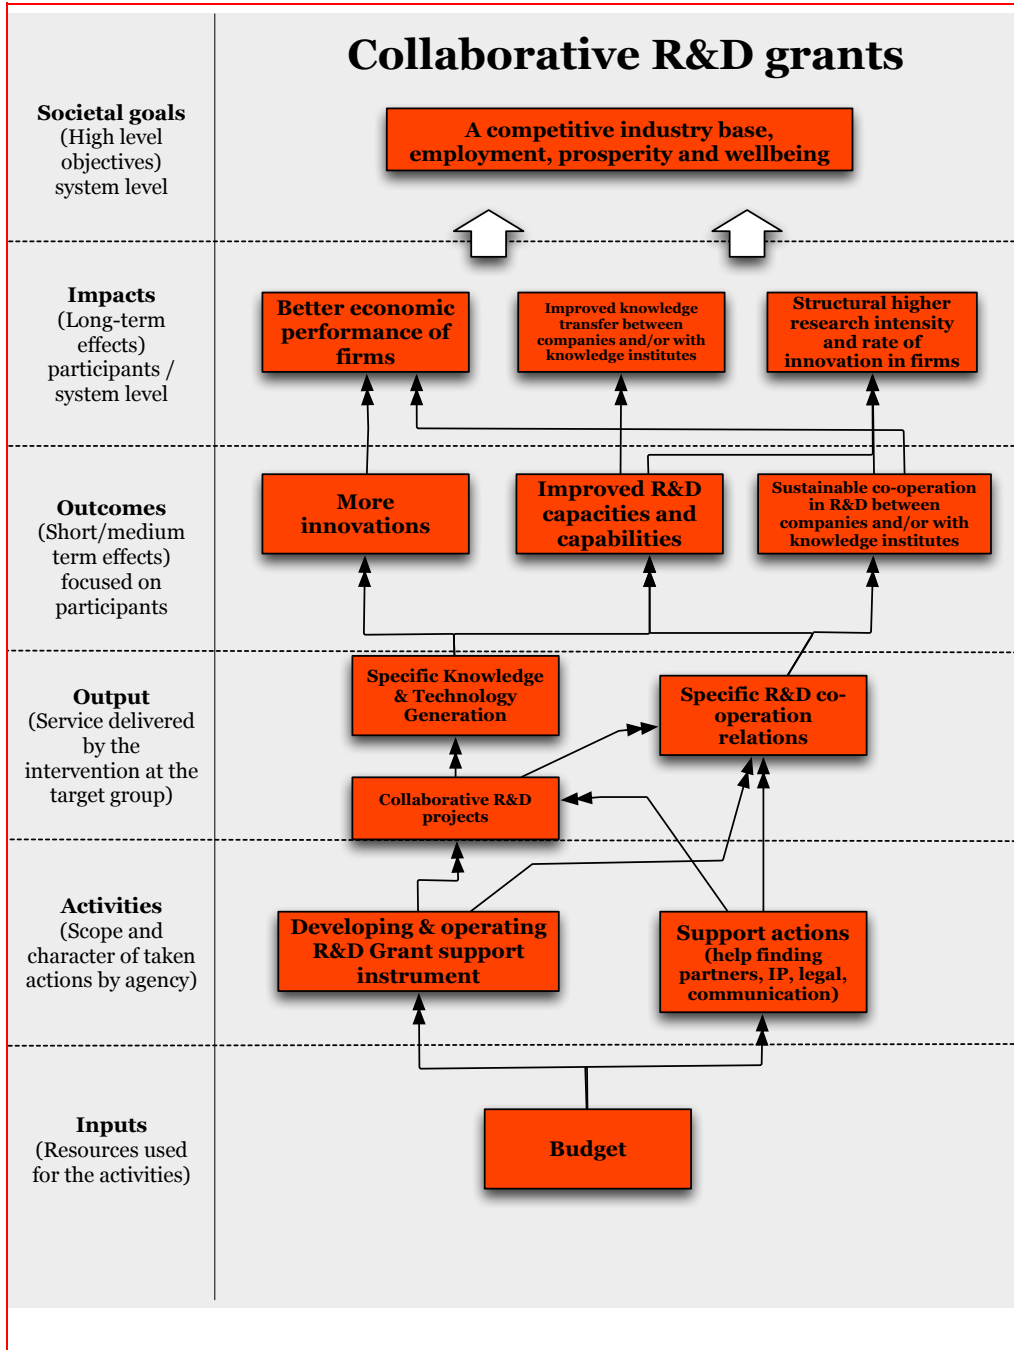 Collaborative R&D grants
Societal goals
(High level
objectives)
system level
A competitive industry base,
employment, prosperity and wellbeing
Impacts
(Long-term
effects)
participants /
system level
Better economic
performance of
firms
Improved knowledge
transfer between
companies and/or with
knowledge institutes
Structural higher
research intensity
and rate of
innovation in firms
Outcomes
(Short/medium
term effects)
focused on
participants
More
innovations
Improved R&D
capacities and
capabilities
Sustainable co-operation
in R&D between
companies and/or with
knowledge institutes
Output
(Service delivered
by the
intervention at the
target group)
Specific Knowledge
& Technology
Generation
Specific R&D co-
operation
relations
Collaborative R&D
projects
Activities
(Scope and
character of taken
actions by agency)
Developing & operating
R&D Grant support
instrument
Support actions
(help finding
partners, IP, legal,
communication)
Inputs
(Resources used
for the activities)
Budget